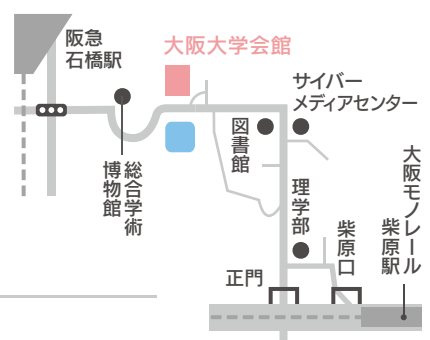 阪急
石橋駅
大阪大学会館
サイバー
メディアセンター
図書館
総合学術
博物館
理学部
柴原口
大阪モノレール
柴原駅
正門